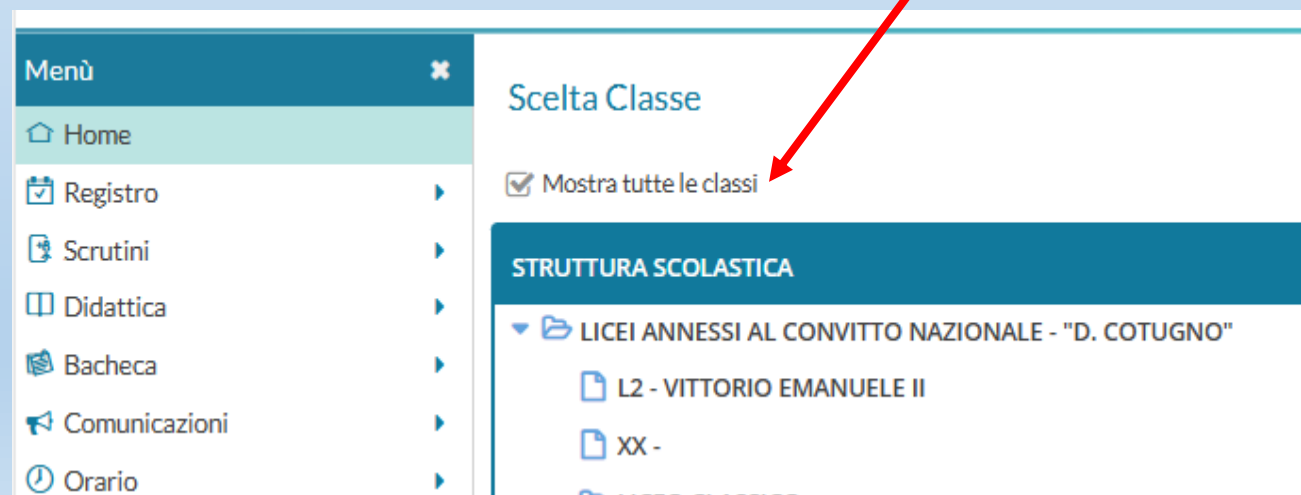 Menù
Home
Registro
Scrutini
Didattica
Bacheca
Comunicazioni
Orario
Scelta Classe
Mostra tutte le classi
STRUTTURA SCOLASTICA
LICEI ANNESSI AL CONVITTO NAZIONALE - "D. COTUGNO"
L2 - VITTORIO EMANUELE II
XX -